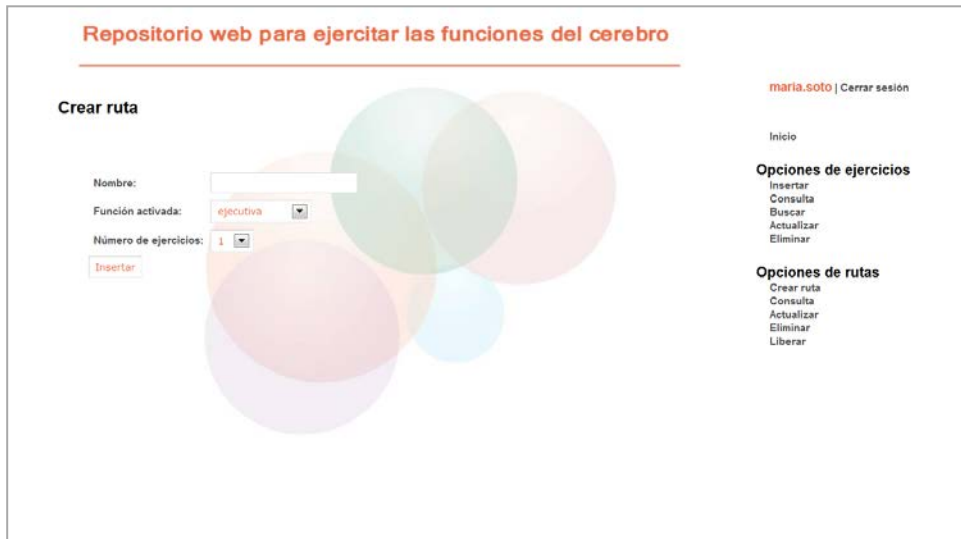 Repositorio web para ejercitar las funciones del cerebro
maria.soto | Cerrar sesión
Crear ruta
Inicio
Nombre:
Función activada: ejecutiva
Número de ejercicios: 1
Insertar
Opciones de ejercicios
Insertar
Consulta
Buscar
Actualizar
Eliminar
Opciones de rutas
Crear ruta
Consulta
Actualizar
Eliminar
Liberar